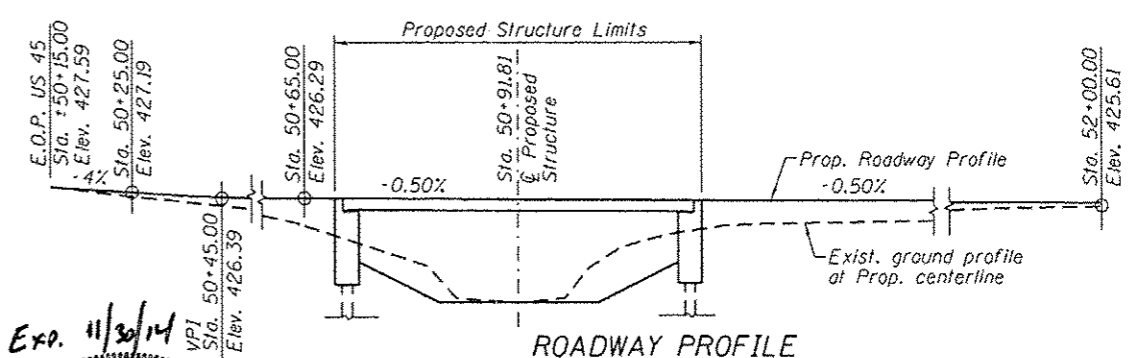 Proposed Structure Limits
E.O.P. US 45
Sta. ±50+15.00
Elev. 427.59
Sta. 50+25.00
Elev. 427.19
Sta. 50+65.00
Elev. 426.29
Sta. 50+91.81
℄ Proposed
Structure
Sta. 52+00.00
Elev. 425.61
-4%
-0.50%
Prop. Roadway Profile
-0.50%
VPI
Sta. 50+45.00
Elev. 426.39
Exist. ground profile
at Prop. centerline
Exp. 11/30/14
ROADWAY PROFILE